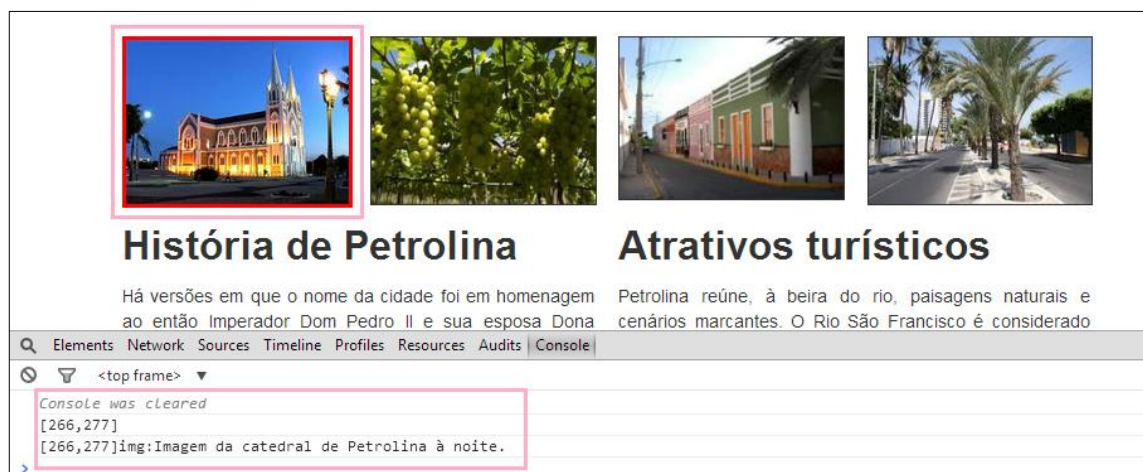 História de Petrolina
Há versões em que o nome da cidade foi em homenagem
ao então Imperador Dom Pedro II e sua esposa Dona
Atrativos turísticos
Petrolina reúne, à beira do rio, paisagens naturais e
cenários marcantes. O Rio São Francisco é considerado
Elements Network Sources Timeline Profiles Resources Audits Console
<top frame> ▼
Console was cleared
[266,277]
[266,277]img:Imagem da catedral de Petrolina à noite.
>